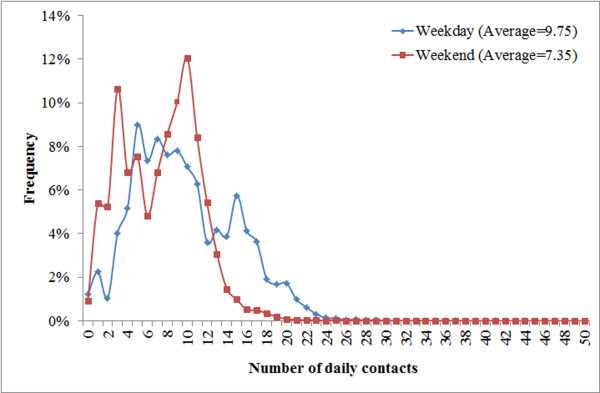 14%
12%
10%
8%
6%
4%
2%
0%
Frequency
Weekday (Average=9.75)
Weekend (Average=7.35)
0 2 4 6 8 10 12 14 16 18 20 22 24 26 28 30 32 34 36 38 40 42 44 46 48 50
Number of daily contacts